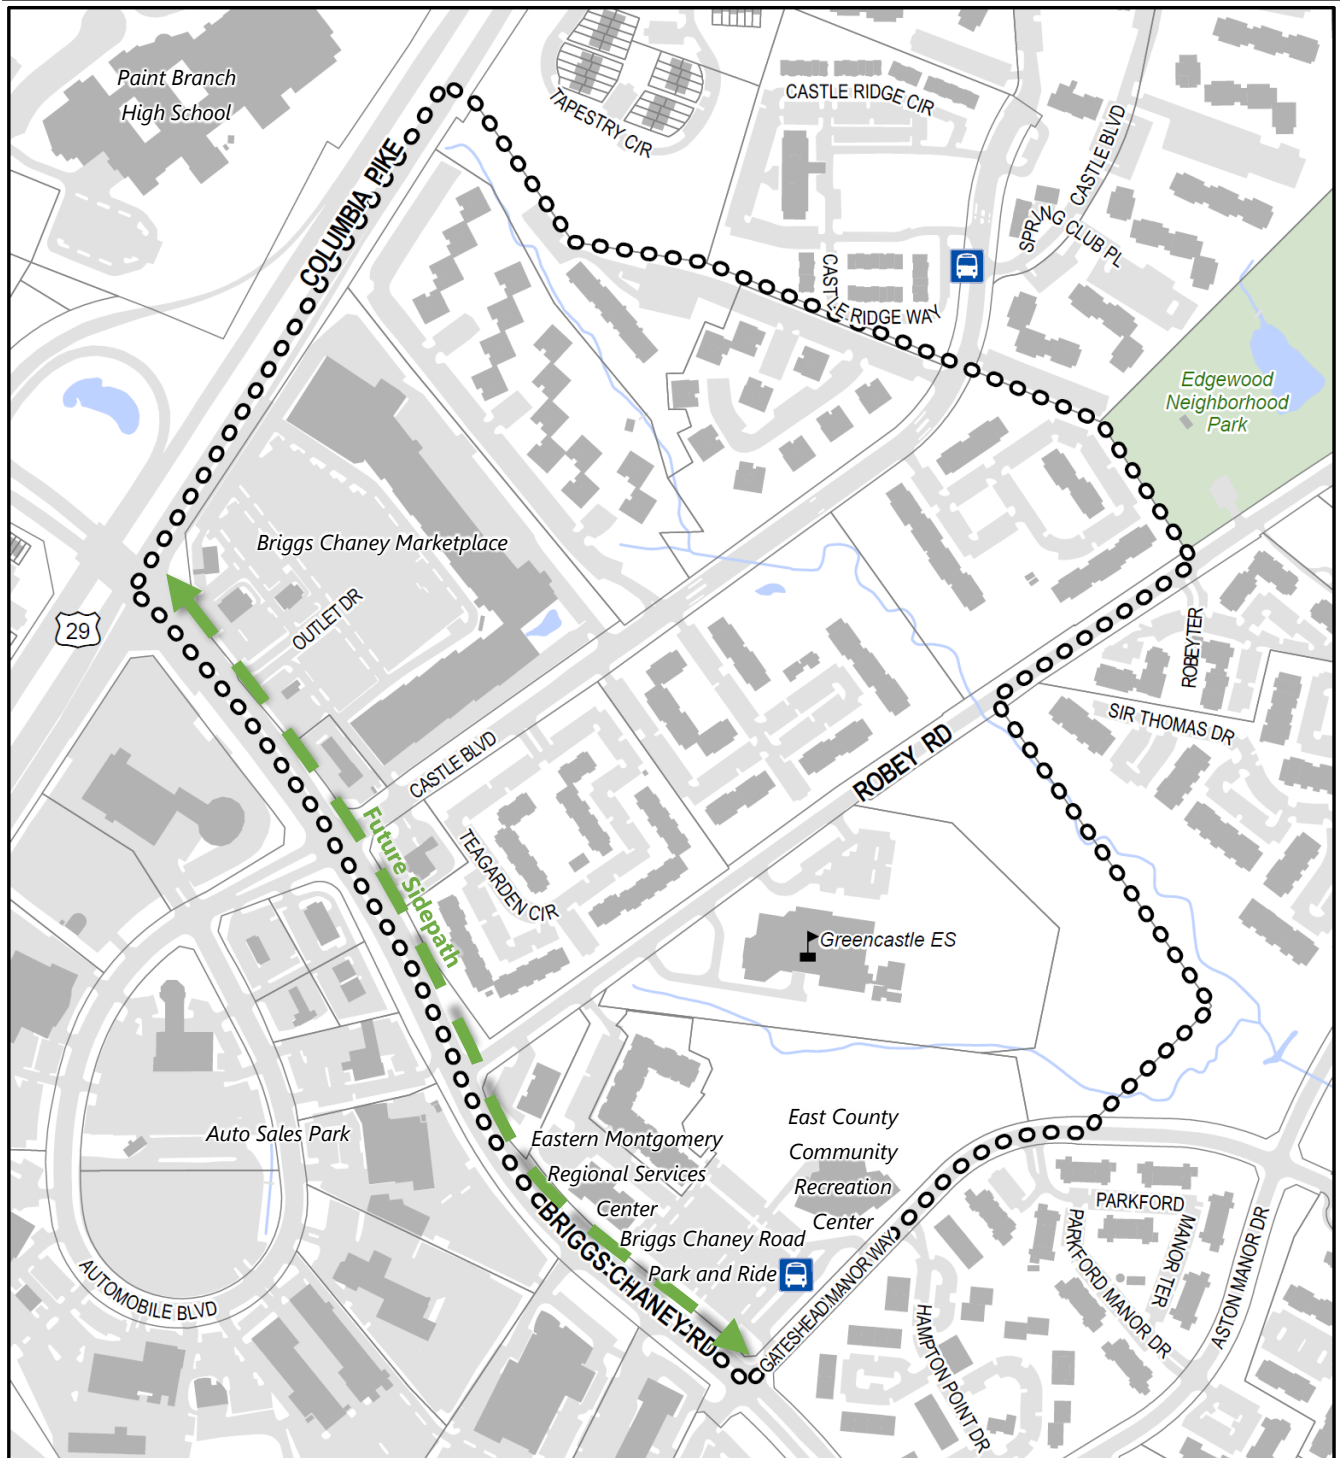 Paint Branch
High School
COLUMBIA PIKE
TAPESTRY CIR
CASTLE RIDGE CIR
CASTLE BLVD
SPRING CLUB PL
CASTLE RIDGE WAY
Edgewood
Neighborhood
Park
Briggs Chaney Marketplace
OUTLET DR
29
ROBEY TER
SIR THOMAS DR
CASTLE BLVD
ROBEY RD
Future Sidepath
TEAGARDEN CIR
Greencastle ES
Auto Sales Park
Eastern Montgomery
Regional Services
Center
East County
Community
Recreation
Center
Briggs Chaney Road
Park and Ride
BRIGGS CHANEY RD
GATESHEAD MANOR WAY
AUTOMOBILE BLVD
HAMPTON POINT DR
PARKFORD
MANOR TER
PARKFORD MANOR DR
ASTON MANOR DR